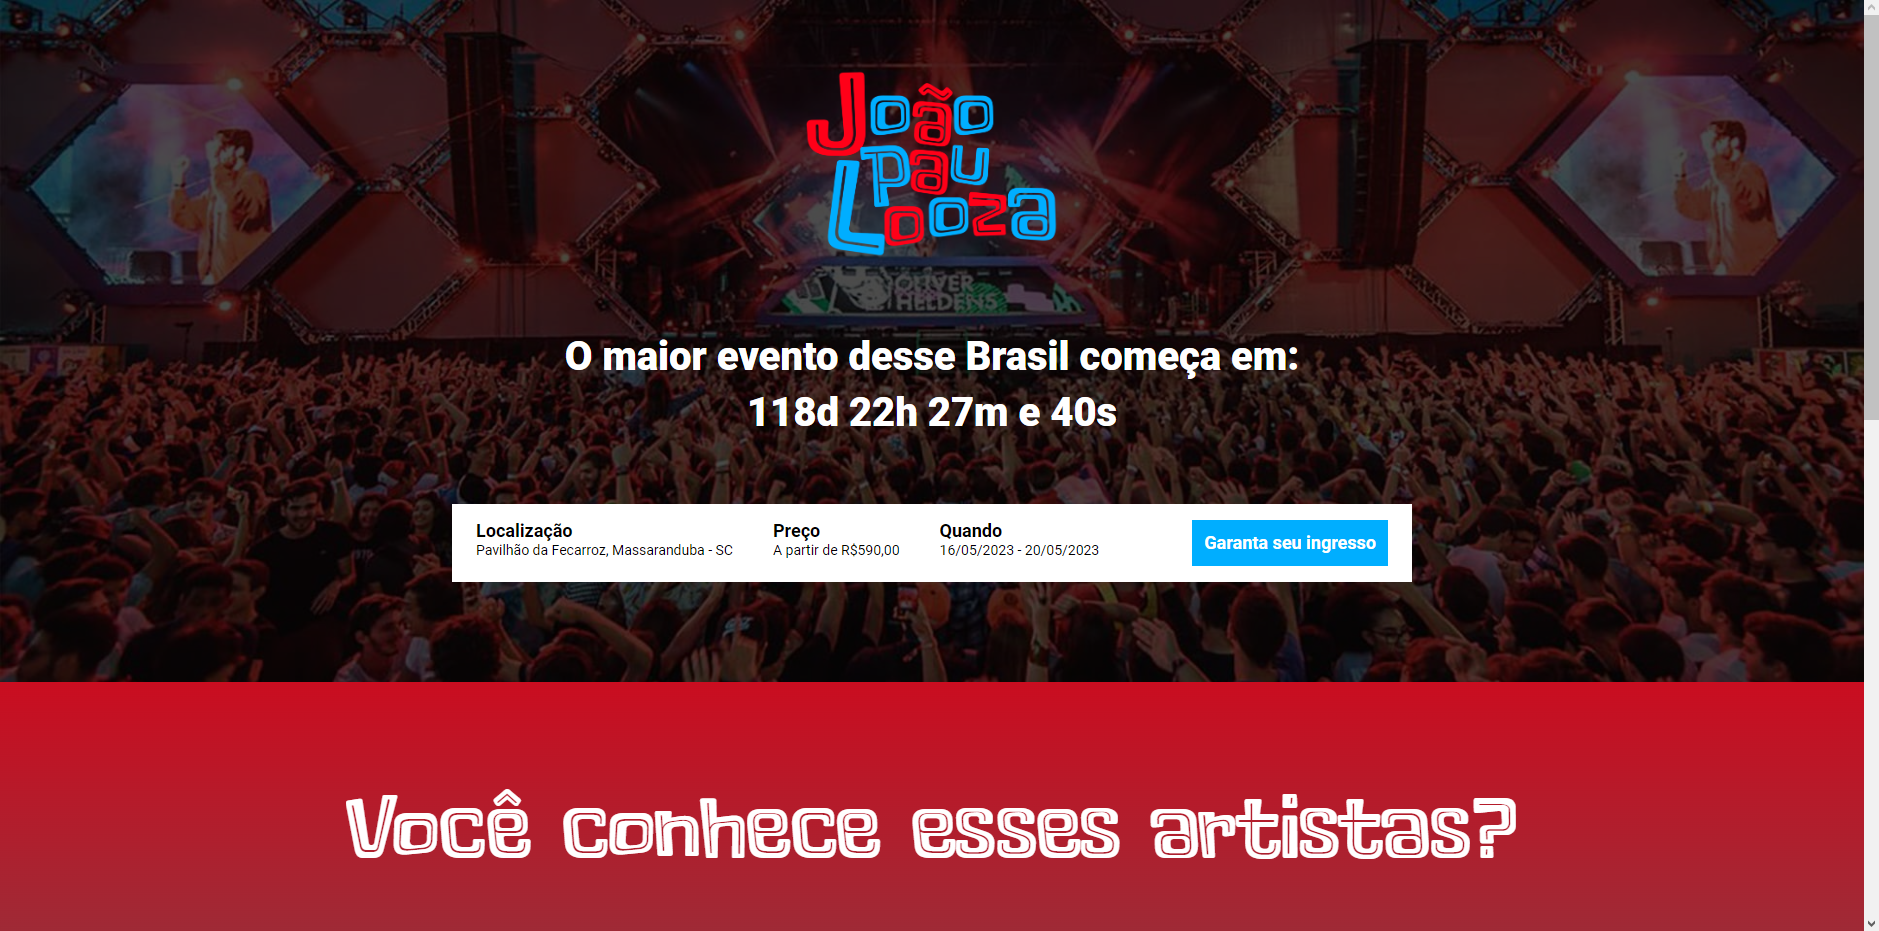 João
pau
Looza
OLIVER
HELDENS
O maior evento desse Brasil começa em:
118d 22h 27m e 40s
Localização
Pavilhão da Fecarroz, Massaranduba - SC
Preço
A partir de R$590,00
Quando
16/05/2023 - 20/05/2023
Garanta seu ingresso
Você conhece esses artistas?